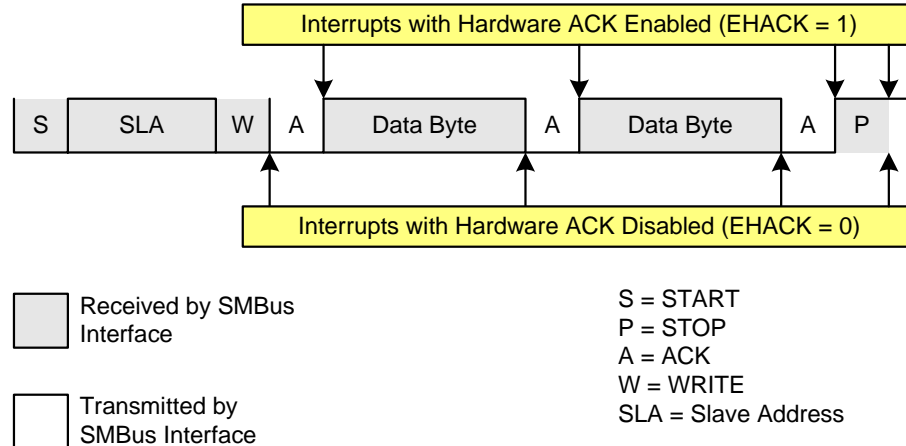 Interrupts with Hardware ACK Enabled (EHACK = 1)
S SLA W A Data Byte A Data Byte A P
Interrupts with Hardware ACK Disabled (EHACK = 0)
Received by SMBus
Interface
Transmitted by
SMBus Interface
S = START
P = STOP
A = ACK
W = WRITE
SLA = Slave Address